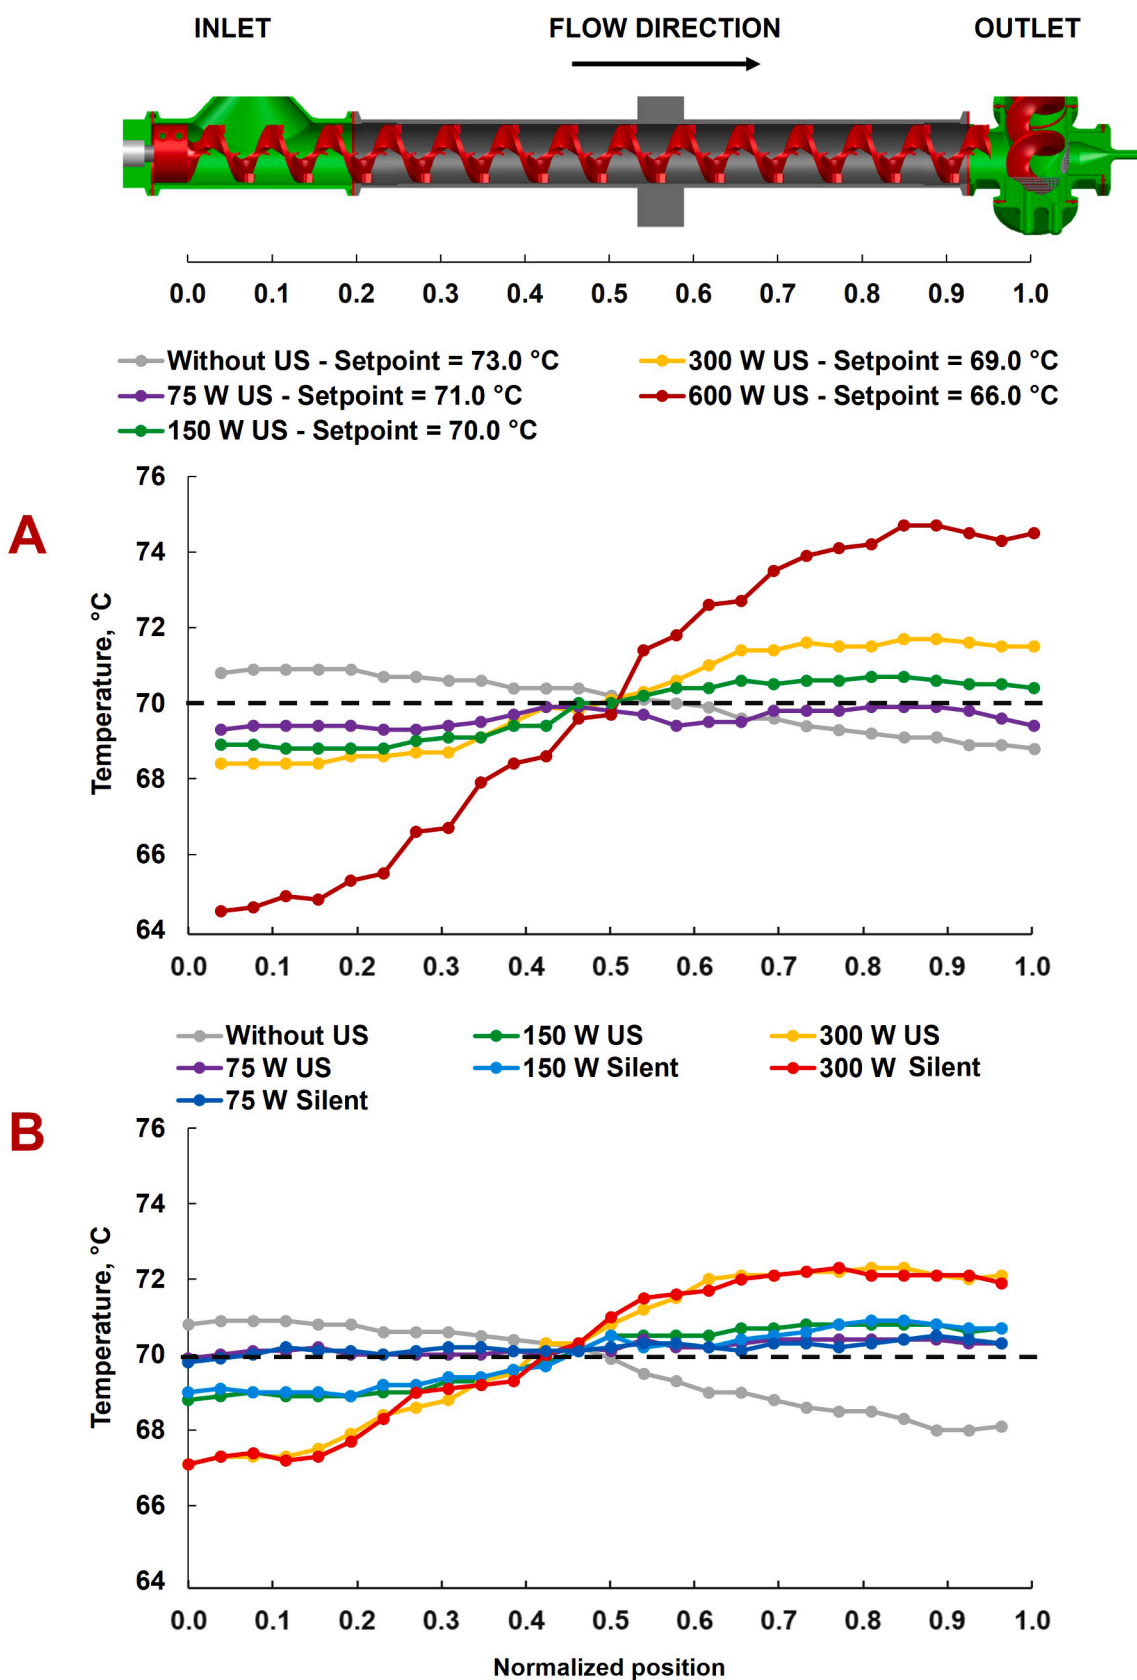 INLET FLOW DIRECTION OUTLET
0.0 0.1 0.2 0.3 0.4 0.5 0.6 0.7 0.8 0.9 1.0
Without US - Setpoint = 73.0 °C 300 W US - Setpoint = 69.0 °C
75 W US - Setpoint = 71.0 °C 600 W US - Setpoint = 66.0 °C
150 W US - Setpoint = 70.0 °C
A
Temperature, °C
76
74
72
70
68
66
64
0.0 0.1 0.2 0.3 0.4 0.5 0.6 0.7 0.8 0.9 1.0
Without US 150 W US 300 W US
75 W US 150 W Silent 300 W Silent
75 W Silent
B
Temperature, °C
76
74
72
70
68
66
64
0.0 0.1 0.2 0.3 0.4 0.5 0.6 0.7 0.8 0.9 1.0
Normalized position